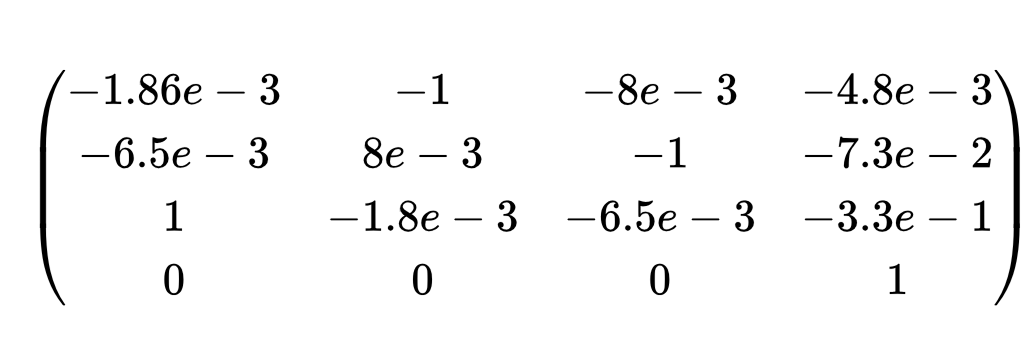 −1.86e − 3 −1 −8e − 3 −4.8e − 3
−6.5e − 3 8e − 3 −1 −7.3e − 2
1 −1.8e − 3 −6.5e − 3 −3.3e − 1
0 0 0 1